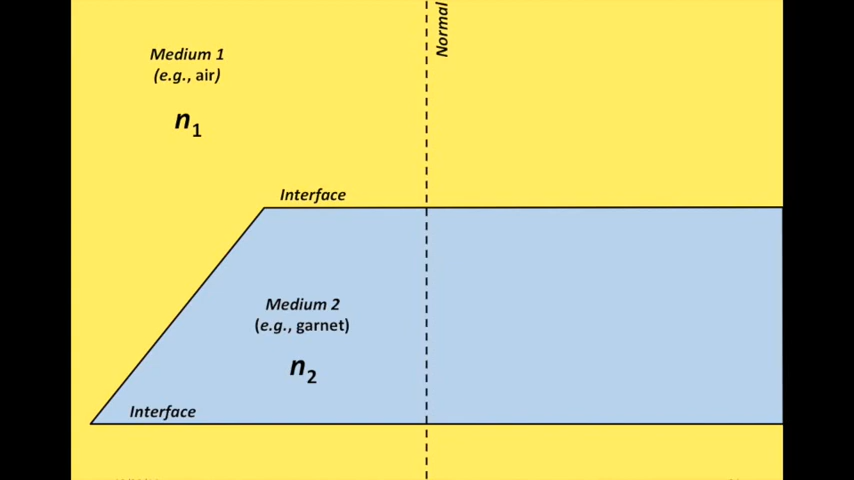 Normal
Medium 1
(e.g., air)
n₁
Interface
Medium 2
(e.g., garnet)
n₂
Interface